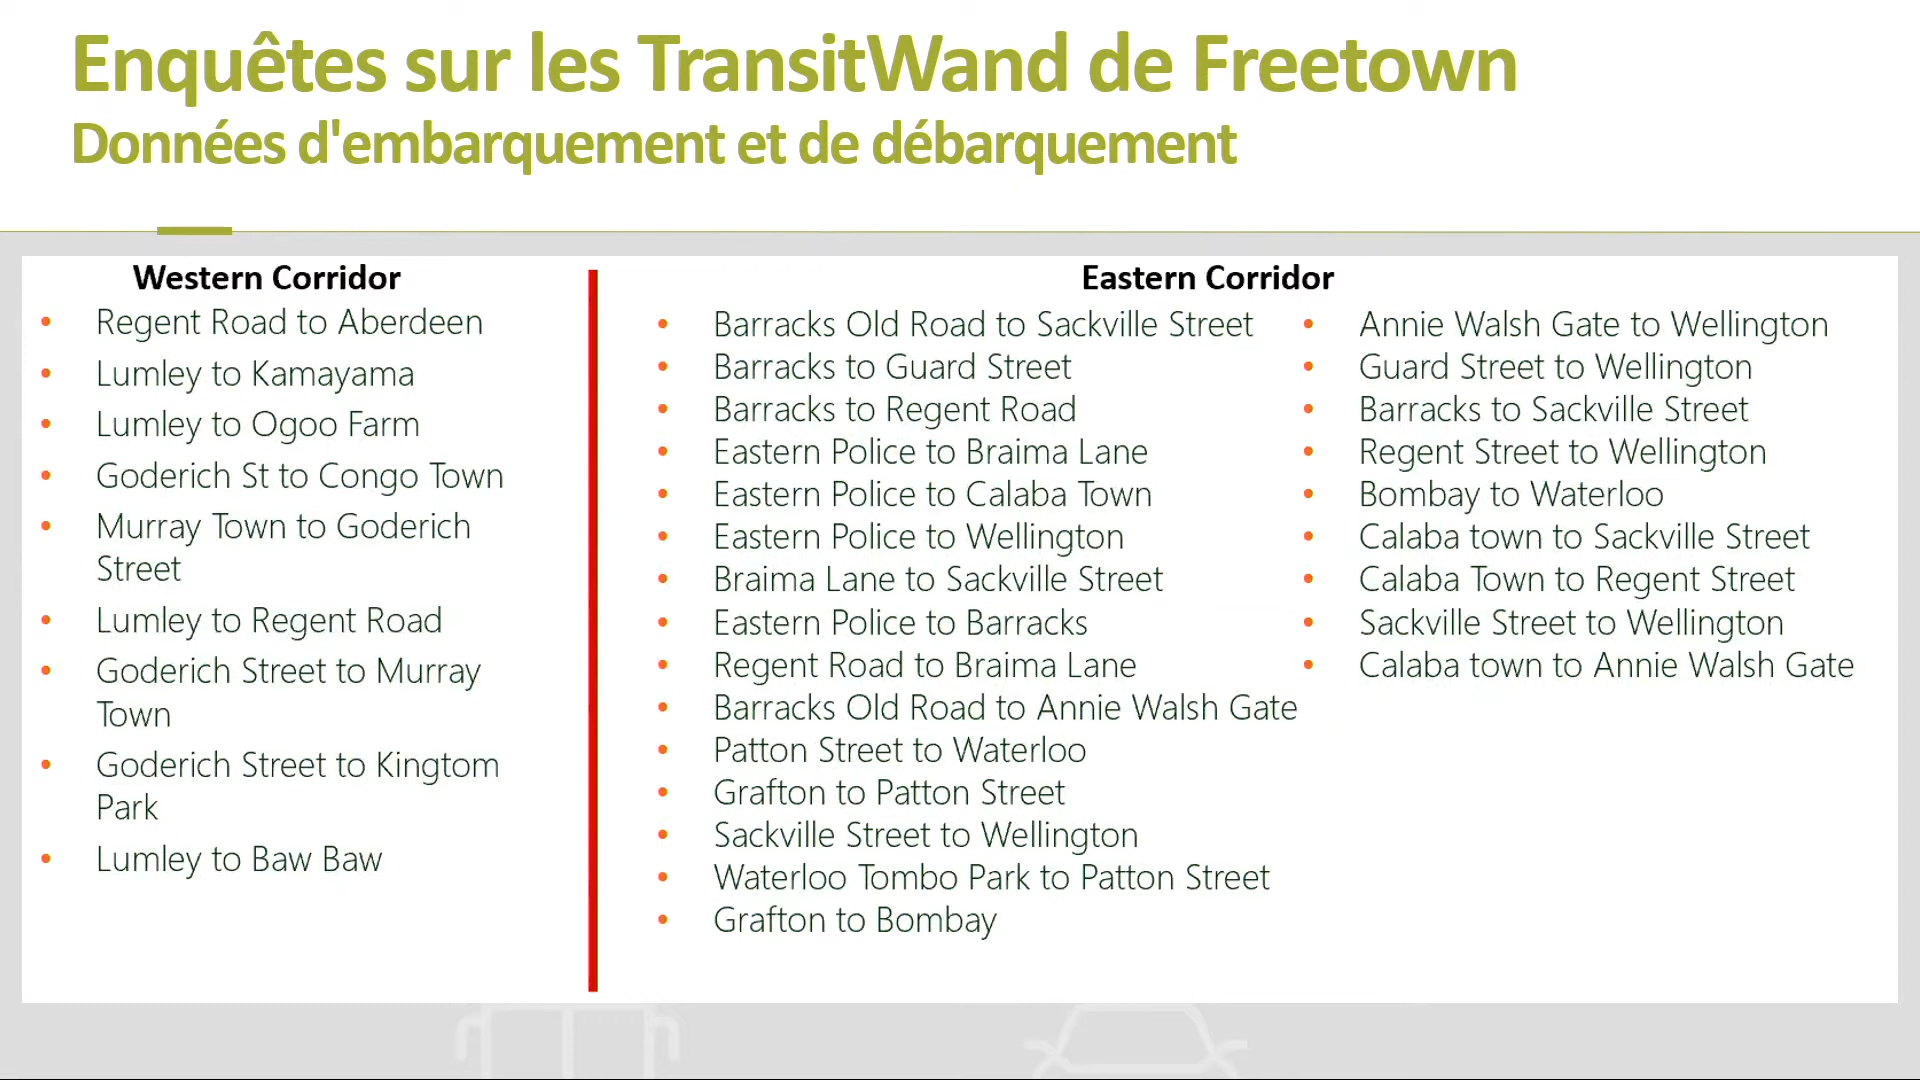 Enquêtes sur les TransitWand de Freetown
Données d'embarquement et de débarquement
Western Corridor
Regent Road to Aberdeen
Lumley to Kamayama
Lumley to Ogoo Farm
Goderich St to Congo Town
Murray Town to Goderich
Street
Lumley to Regent Road
Goderich Street to Murray
Town
Goderich Street to Kingtom
Park
Lumley to Baw Baw
Eastern Corridor
Barracks Old Road to Sackville Street
Barracks to Guard Street
Barracks to Regent Road
Eastern Police to Braima Lane
Eastern Police to Calaba Town
Eastern Police to Wellington
Braima Lane to Sackville Street
Eastern Police to Barracks
Regent Road to Braima Lane
Barracks Old Road to Annie Walsh Gate
Patton Street to Waterloo
Grafton to Patton Street
Sackville Street to Wellington
Waterloo Tombo Park to Patton Street
Grafton to Bombay
Annie Walsh Gate to Wellington
Guard Street to Wellington
Barracks to Sackville Street
Regent Street to Wellington
Bombay to Waterloo
Calaba town to Sackville Street
Calaba Town to Regent Street
Sackville Street to Wellington
Calaba town to Annie Walsh Gate